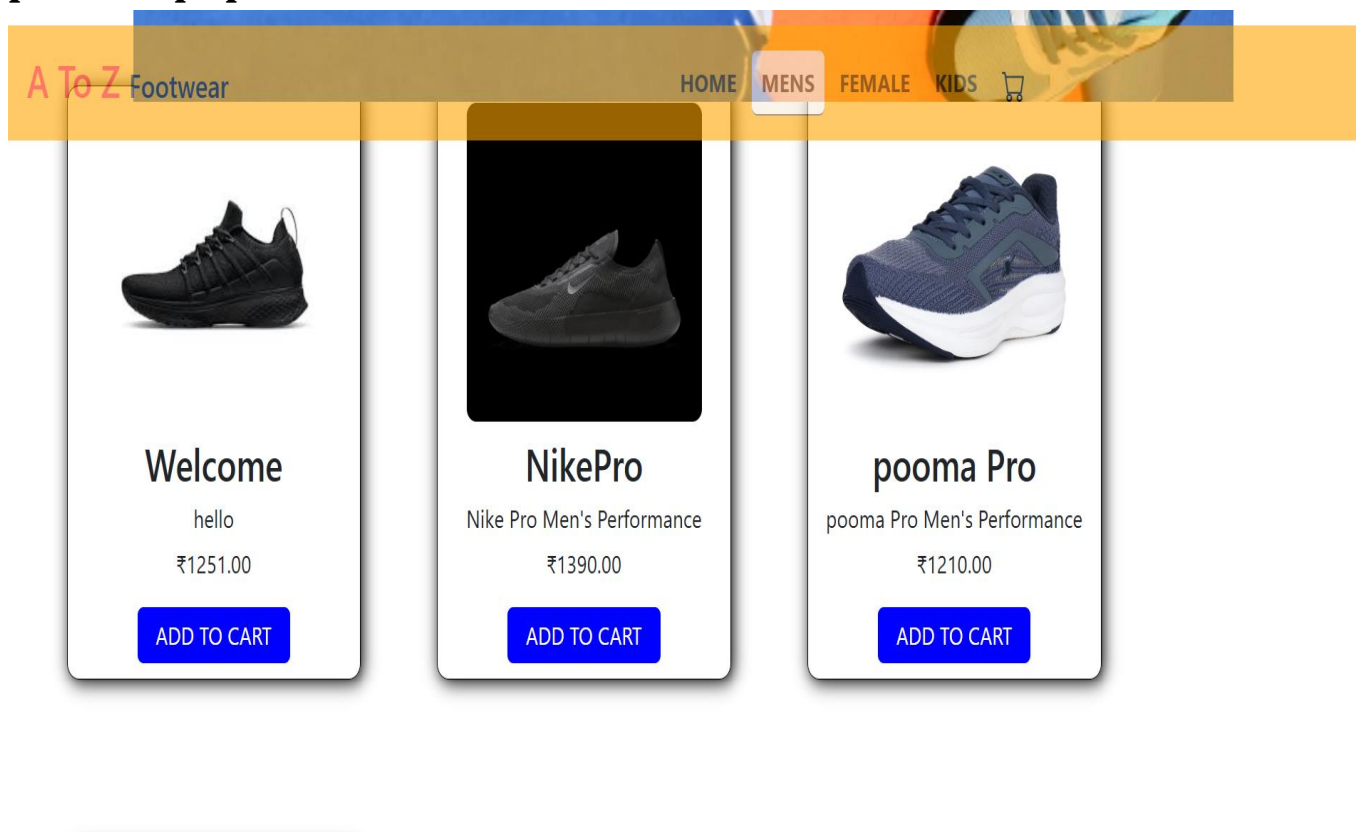 A To Z Footwear
HOME MENS FEMALE KIDS
Welcome
hello
₹1251.00
ADD TO CART
NikePro
Nike Pro Men's Performance
₹1390.00
ADD TO CART
pooma Pro
pooma Pro Men's Performance
₹1210.00
ADD TO CART